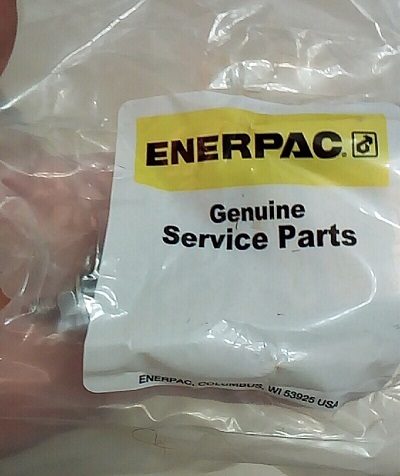 ENERPAC®
Genuine
Service Parts
ENERPAC, COLUMBUS, WI 53925 USA